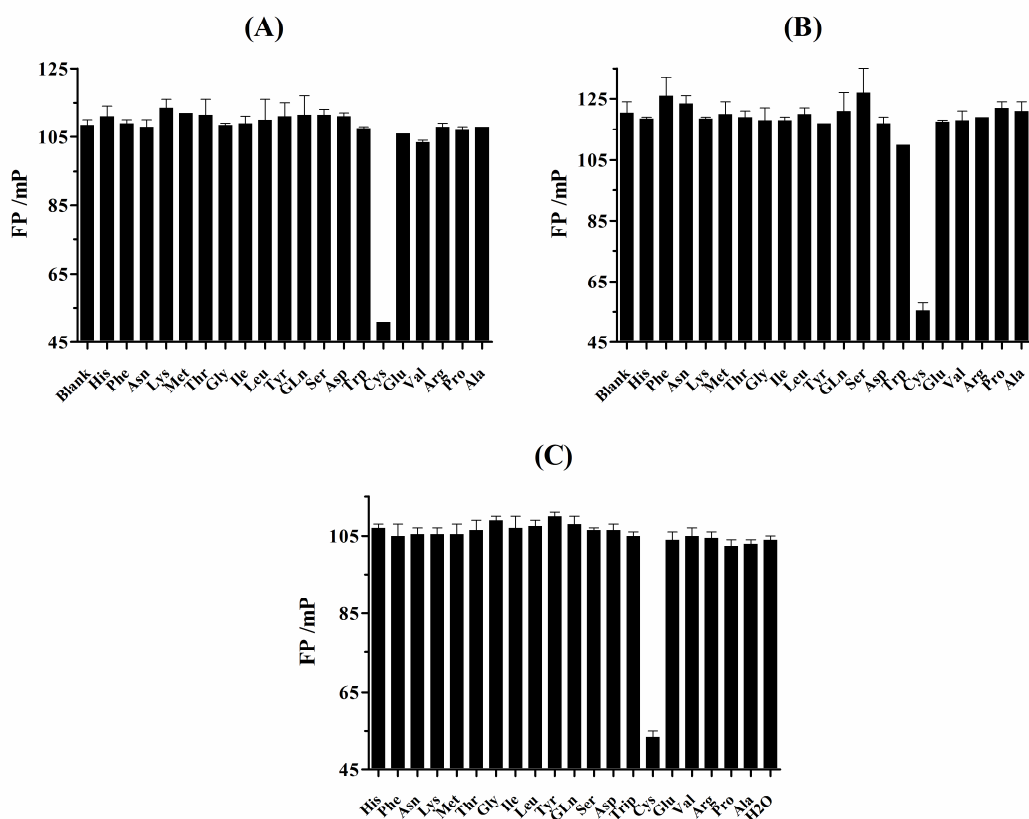 (A)
FP /mP
125
105
85
65
45
Blank His Phe Asn Lys Met Thr Gly Ile Leu Tyr GLn Ser Asp Trp Cys Glu Val Arg Pro Ala
(B)
FP /mP
125
105
85
65
45
Blank His Phe Asn Lys Met Thr Gly Ile Leu Tyr GLn Ser Asp Trp Cys Glu Val Arg Pro Ala
(C)
FP /mP
105
85
65
45
His Phe Asn Lys Met Thr Gly Ile Leu Tyr GLn Ser Asp Trip Cys Glu Val Arg Pro Ala H2O